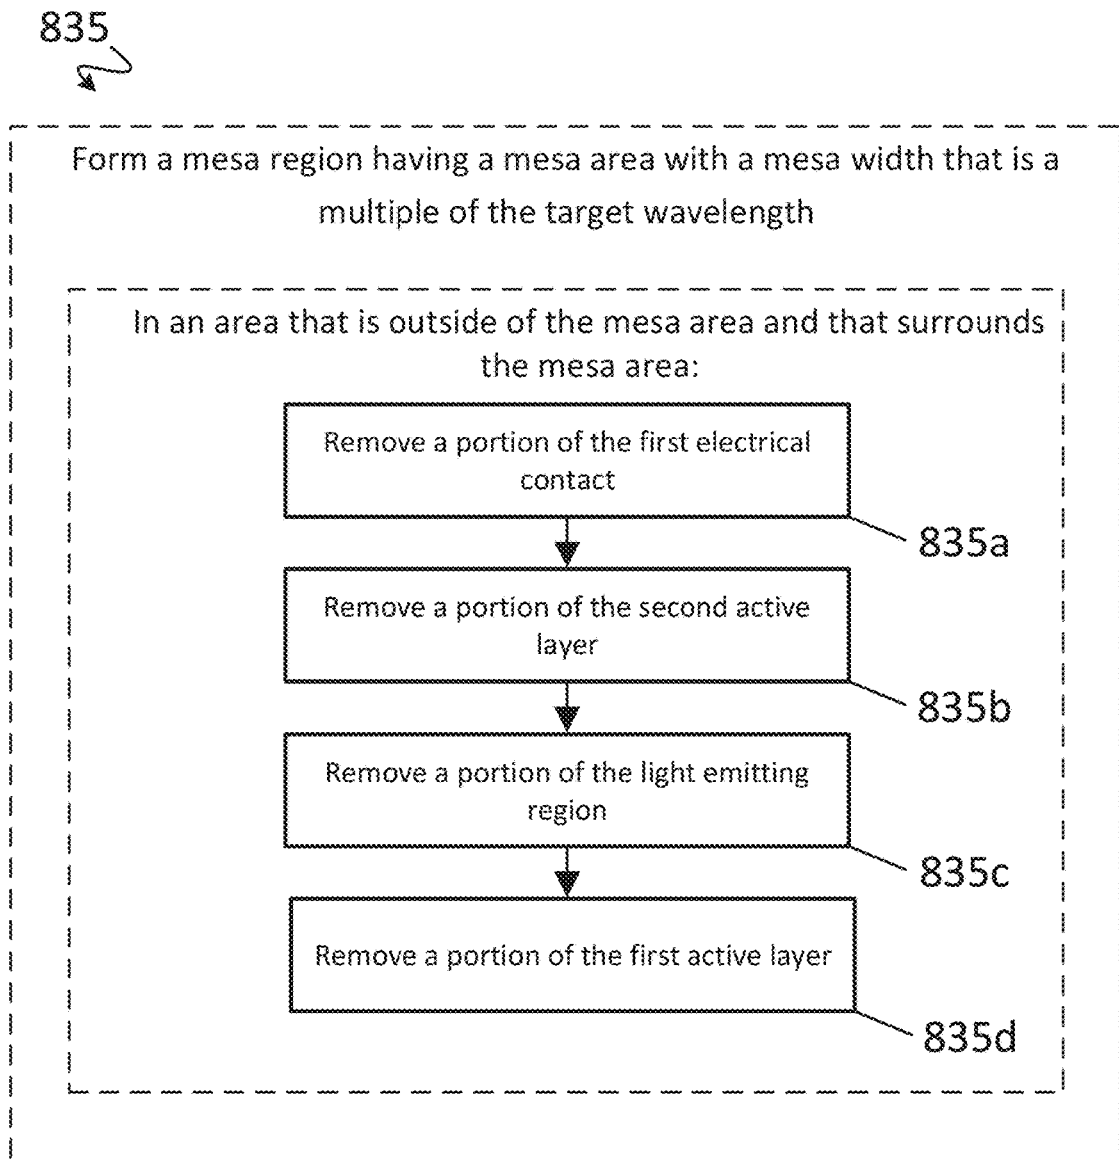 835
Form a mesa region having a mesa area with a mesa width that is a
multiple of the target wavelength
In an area that is outside of the mesa area and that surrounds
the mesa area:
Remove a portion of the first electrical
contact
835a
Remove a portion of the second active
layer
835b
Remove a portion of the light emitting
region
835c
Remove a portion of the first active layer
835d